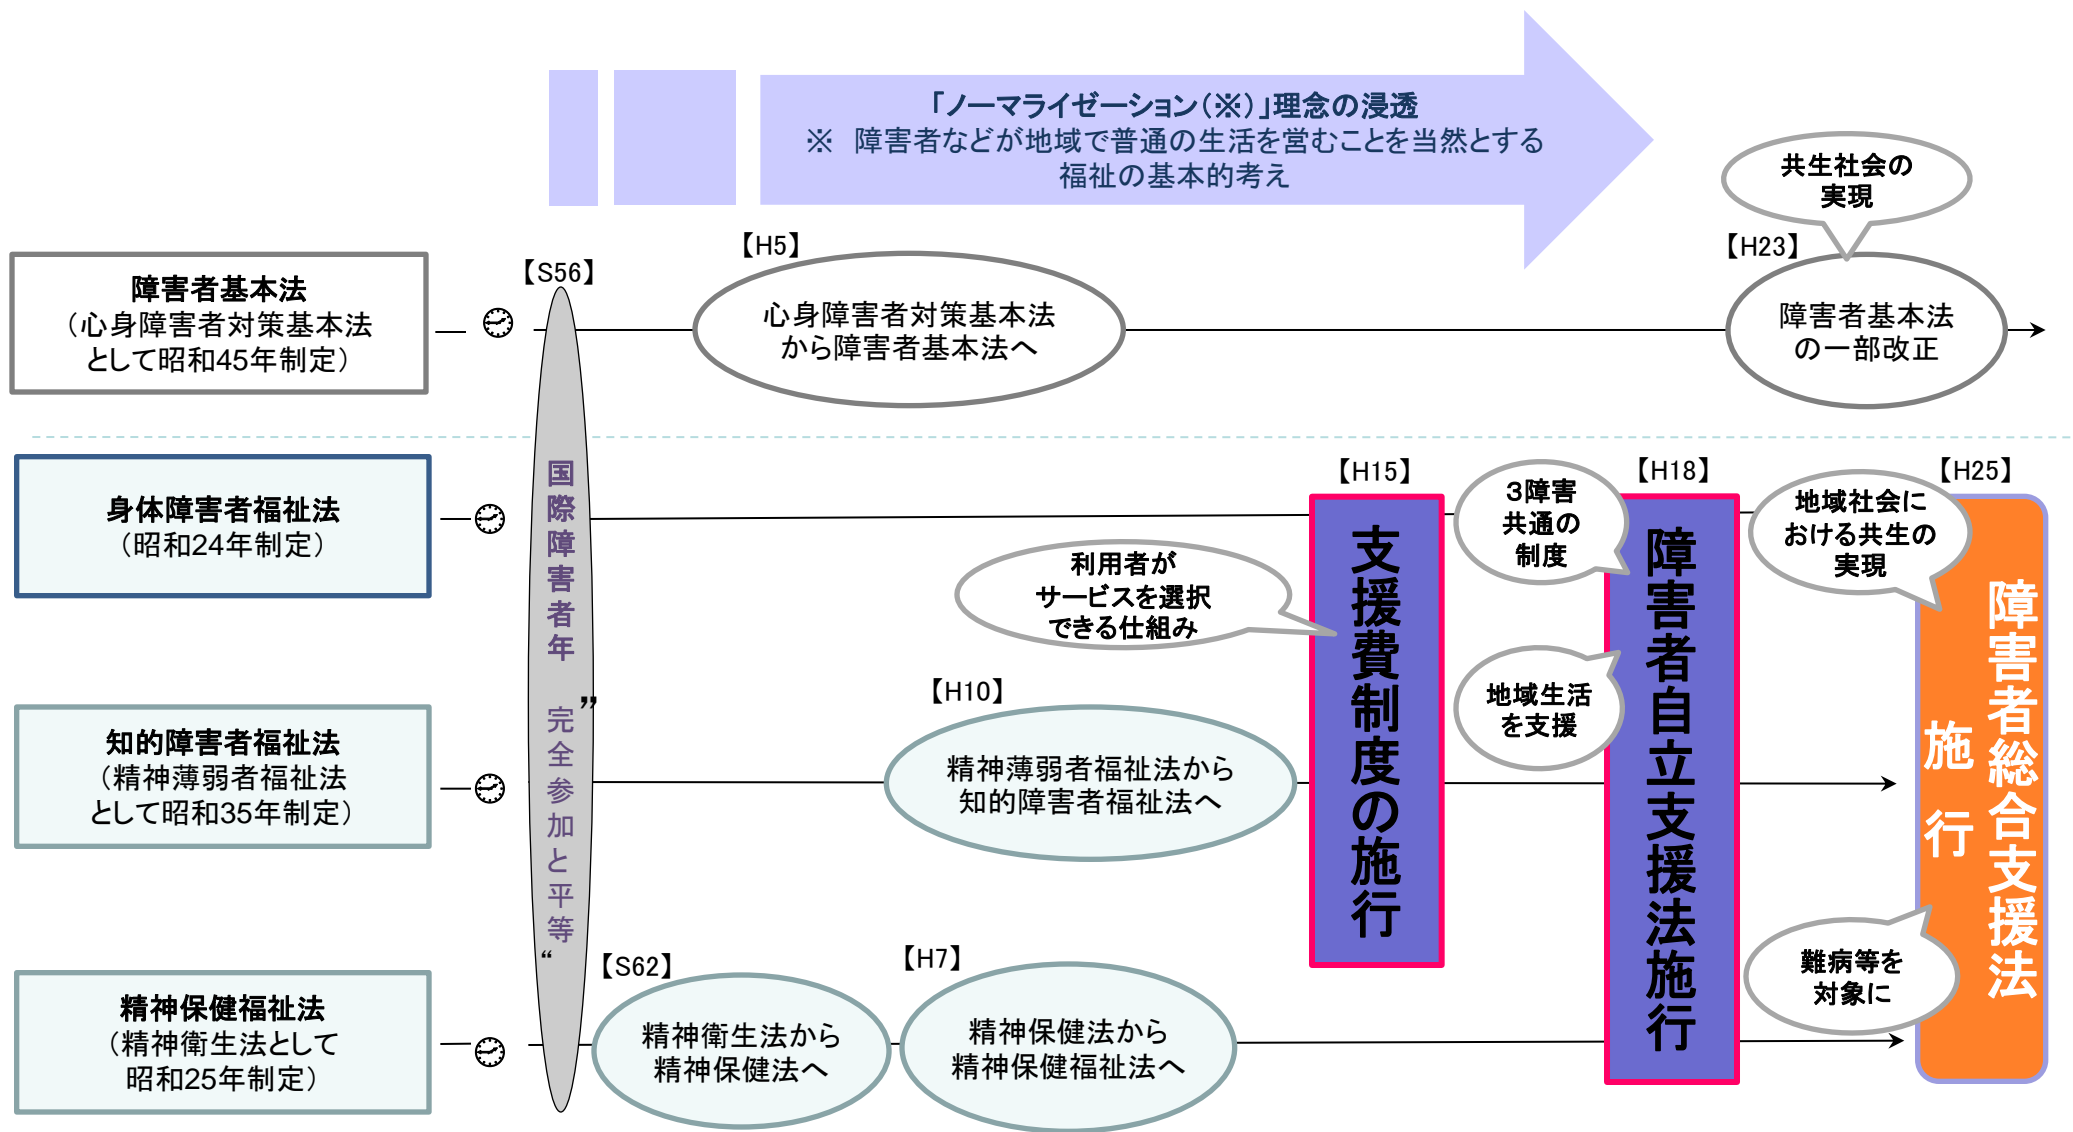 「ノーマライゼーション(※)」理念の浸透
※　障害者などが地域で普通の生活を営むことを当然とする
福祉の基本的考え
共生社会の
実現
【S56】
【H5】
【H23】
障害者基本法
（心身障害者対策基本法
として昭和45年制定）
心身障害者対策基本法
から障害者基本法へ
障害者基本法
の一部改正
国際障害者年　”完全参加と平等“
身体障害者福祉法
（昭和24年制定）
【H15】
【H18】
【H25】
利用者が
サービスを選択
できる仕組み
支援費制度の施行
３障害
共通の
制度
地域生活
を支援
障害者自立支援法施行
地域社会に
おける共生の
実現
障害者総合支援法
施行
難病等を
対象に
知的障害者福祉法
（精神薄弱者福祉法
として昭和35年制定）
【H10】
精神薄弱者福祉法から
知的障害者福祉法へ
精神保健福祉法
（精神衛生法として
昭和25年制定）
【S62】
精神衛生法から
精神保健法へ
【H7】
精神保健法から
精神保健福祉法へ